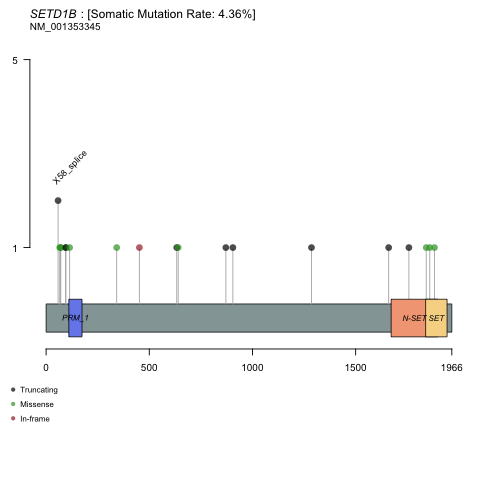 SETD1B : [Somatic Mutation Rate: 4.36%]
NM_001353345
5
X58_splice
1
PRM_1
N-SET
SET
0 500 1000 1500 1966
Truncating
Missense
In-frame